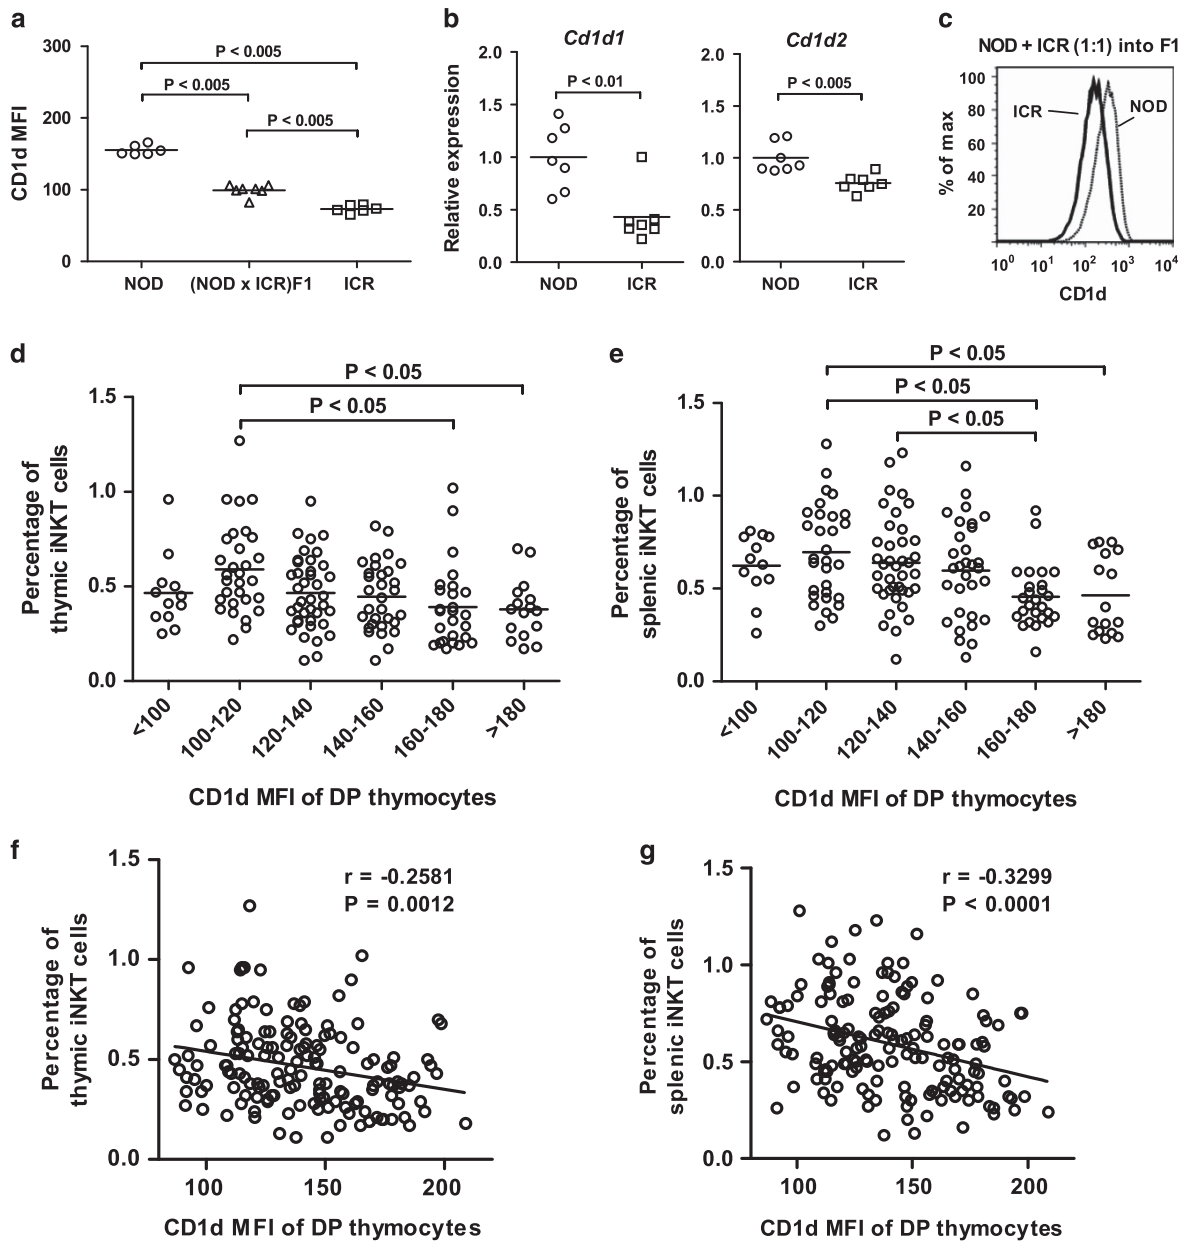 a
300
200
100
0
CD1d MFI
P < 0.005
P < 0.005
P < 0.005
NOD (NOD x ICR)F1 ICR
b
Cd1d1
2.0
1.5
1.0
0.5
0.0
Relative expression
P < 0.01
NOD ICR
Cd1d2
2.0
1.5
1.0
0.5
0.0
P < 0.005
NOD ICR
c
NOD + ICR (1:1) into F1
100
80
60
40
20
% of max
ICR
NOD
10^0 10^1 10^2 10^3 10^4
CD1d
d
P < 0.05
P < 0.05
1.5
1.0
0.5
0.0
Percentage of
thymic iNKT cells
<100 100-120 120-140 140-160 160-180 >180
CD1d MFI of DP thymocytes
e
P < 0.05
P < 0.05
P < 0.05
1.5
1.0
0.5
0.0
Percentage of
splenic iNKT cells
<100 100-120 120-140 140-160 160-180 >180
CD1d MFI of DP thymocytes
f
1.5
1.0
0.5
0.0
Percentage of
thymic iNKT cells
r = -0.2581
P = 0.0012
100 150 200
CD1d MFI of DP thymocytes
g
1.5
1.0
0.5
0.0
Percentage of
splenic iNKT cells
r = -0.3299
P < 0.0001
100 150 200
CD1d MFI of DP thymocytes